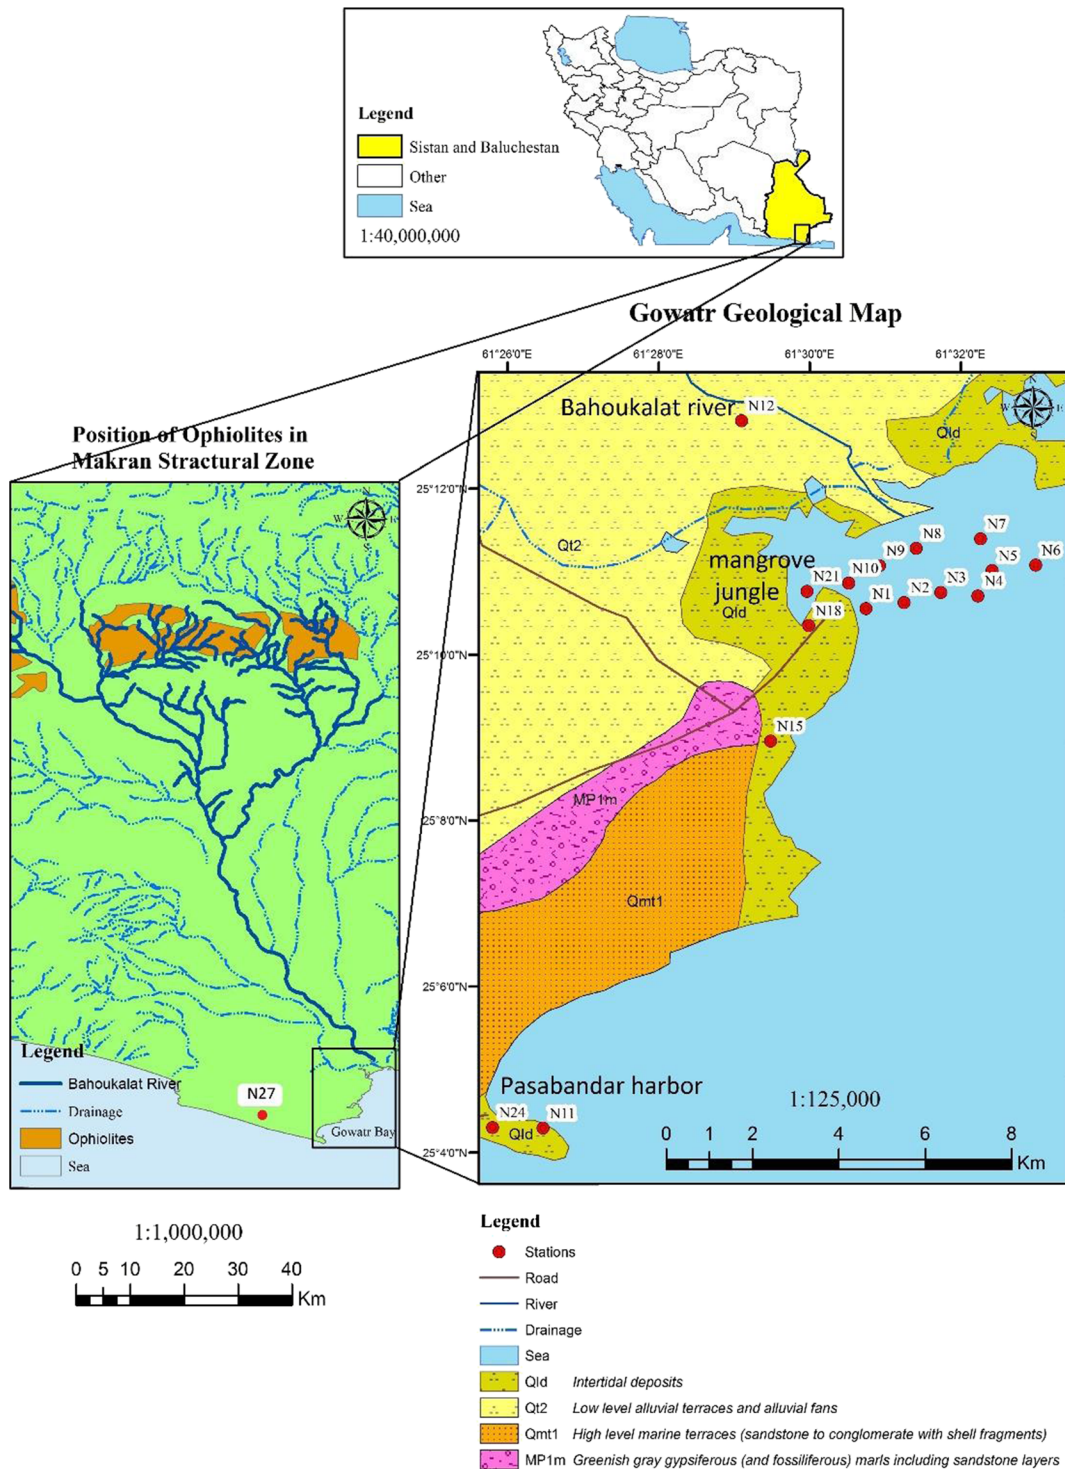 Legend
Sistan and Baluchestan
Other
Sea
1:40,000,000
Gowatr Geological Map
61°26'0"E
61°28'0"E
61°30'0"E
61°32'0"E
Position of Ophiolites in
Makran Stractural Zone
N
W
E
S
Legend
Bahoukalat River
Drainage
Ophiolites
Sea
N27
Gowatr Bay
1:1,000,000
0 5 10 20 30 40
Km
25°12'0"N
25°10'0"N
25°8'0"N
25°6'0"N
25°4'0"N
N
W
E
S
Bahoukalat river
N12
Qld
Qt2
mangrove
jungle
Qld
N7
N8
N9
N5
N6
N10
N21
N3
N4
N2
N1
N18
N15
MP1m
Qmt1
Pasabandar harbor
N24
N11
Qld
1:125,000
0 1 2 4 6 8
Km
Legend
Stations
Road
River
Drainage
Sea
Qld Intertidal deposits
Qt2 Low level alluvial terraces and alluvial fans
Qmt1 High level marine terraces (sandstone to conglomerate with shell fragments)
MP1m Greenish gray gypsiferous (and fossiliferous) marls including sandstone layers